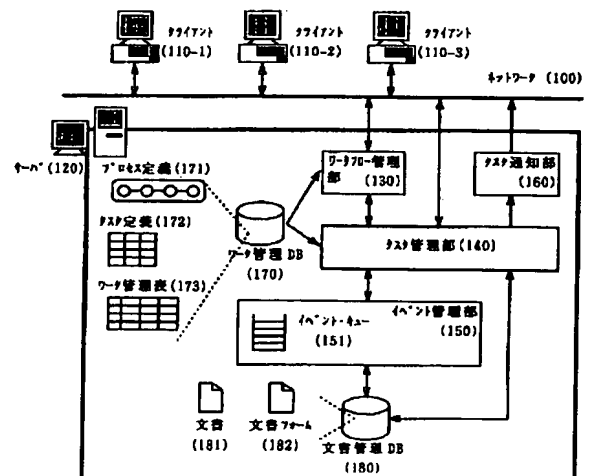 クライアント
(110-1)
クライアント
(110-2)
クライアント
(110-3)
ネットワーク (100)
サーバ(120)
プロセス定義(171)
ワークフロー管理部
(130)
タスク通知部
(160)
タスク定義(172)
ワーク管理DB
(170)
タスク管理部(140)
ワーク管理表(173)
イベント・キュー
(151)
イベント管理部
(150)
文書
(181)
文書フォーム
(182)
文書管理DB
(180)